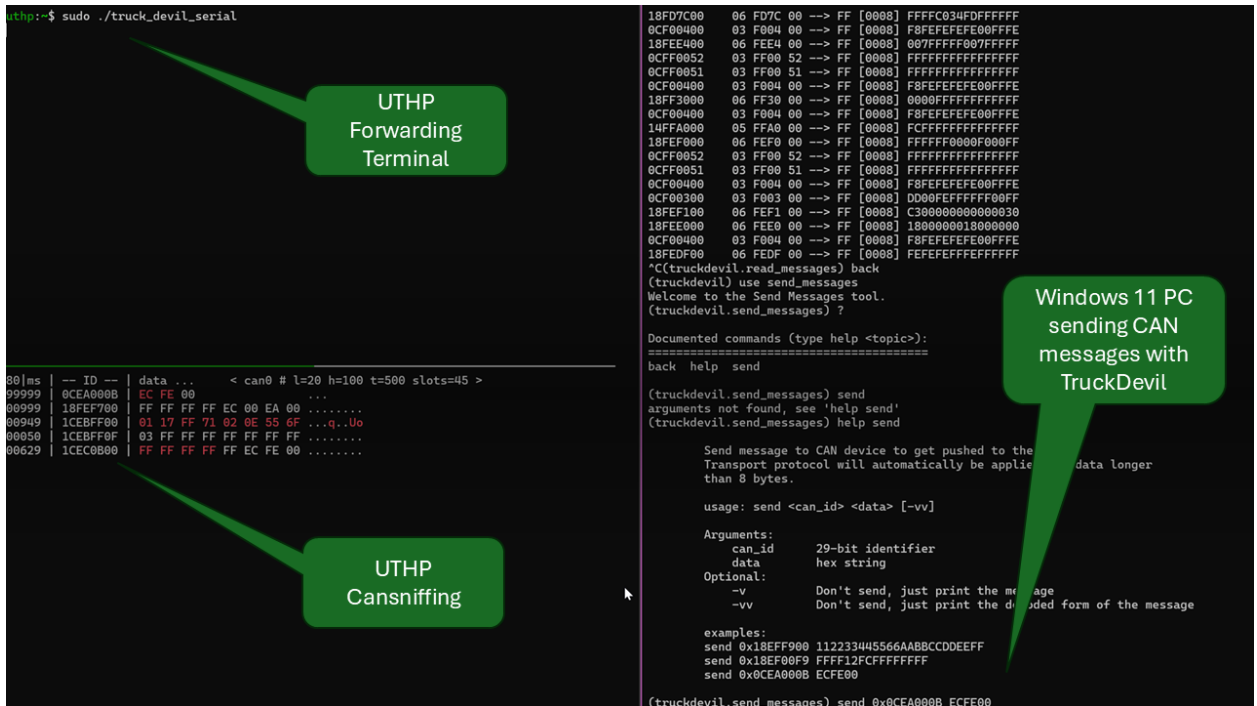 uthp:~$ sudo ./truck_devil_serial
UTHP
Forwarding
Terminal
80|ms | -- ID -- | data ... < can0 # l=20 h=100 t=500 slots=45 >
99999 | 0CEA000B | EC FE 00 ...
00999 | 18FEF700 | FF FF FF FF EC 00 EA 00 ........
00949 | 1CEBFF00 | 01 17 FF 71 02 0E 55 6F ...q..Uo
00050 | 1CEBFF0F | 03 FF FF FF FF FF FF FF ........
00629 | 1CEC0B00 | FF FF FF FF FF EC FE 00 ........
UTHP
Cansniffing
18FD7C00 06 FD7C 00 --> FF [0008] FFFFC034FDFFFFFF
0CF00400 03 F004 00 --> FF [0008] F8FEFEFEFE00FFFE
18FEE400 06 FEE4 00 --> FF [0008] 007FFFFF007FFFFF
0CFF0052 03 FF00 52 --> FF [0008] FFFFFFFFFFFFFFFF
0CFF0051 03 FF00 51 --> FF [0008] FFFFFFFFFFFFFFFF
0CF00400 03 F004 00 --> FF [0008] F8FEFEFEFE00FFFE
18FF3000 06 FF30 00 --> FF [0008] 0000FFFFFFFFFFFF
0CF00400 03 F004 00 --> FF [0008] F8FEFEFEFE00FFFE
14FFA000 05 FFA0 00 --> FF [0008] FCFFFFFFFFFFFFFF
18FEF000 06 FEF0 00 --> FF [0008] FFFFFF0000F000FF
0CFF0052 03 FF00 52 --> FF [0008] FFFFFFFFFFFFFFFF
0CFF0051 03 FF00 51 --> FF [0008] FFFFFFFFFFFFFFFF
0CF00400 03 F004 00 --> FF [0008] F8FEFEFEFE00FFFE
0CF00300 03 F003 00 --> FF [0008] DD00FEFFFFFF00FF
18FEF100 06 FEF1 00 --> FF [0008] C300000000000030
18FEE000 06 FEE0 00 --> FF [0008] 1800000018000000
0CF00400 03 F004 00 --> FF [0008] F8FEFEFEFE00FFFE
18FEDF00 06 FEDF 00 --> FF [0008] FEFEFEFFFEFFFFFF
^C(truckdevil.read_messages) back
(truckdevil) use send_messages
Welcome to the Send Messages tool.
(truckdevil.send_messages) ?
Documented commands (type help <topic>):
========================================
back help send
(truckdevil.send_messages) send
arguments not found, see 'help send'
(truckdevil.send_messages) help send
Send message to CAN device to get pushed to the
Transport protocol will automatically be applie data longer
than 8 bytes.
usage: send <can_id> <data> [-vv]
Arguments:
can_id 29-bit identifier
data hex string
Optional:
-v Don't send, just print the me age
-vv Don't send, just print the d oded form of the message
examples:
send 0x18EFF900 112233445566AABBCCDDEEFF
send 0x18EF00F9 FFFF12FCFFFFFFFF
send 0x0CEA000B ECFE00
(truckdevil.send_messages) send 0x0CEA000B ECFE00
Windows 11 PC
sending CAN
messages with
TruckDevil